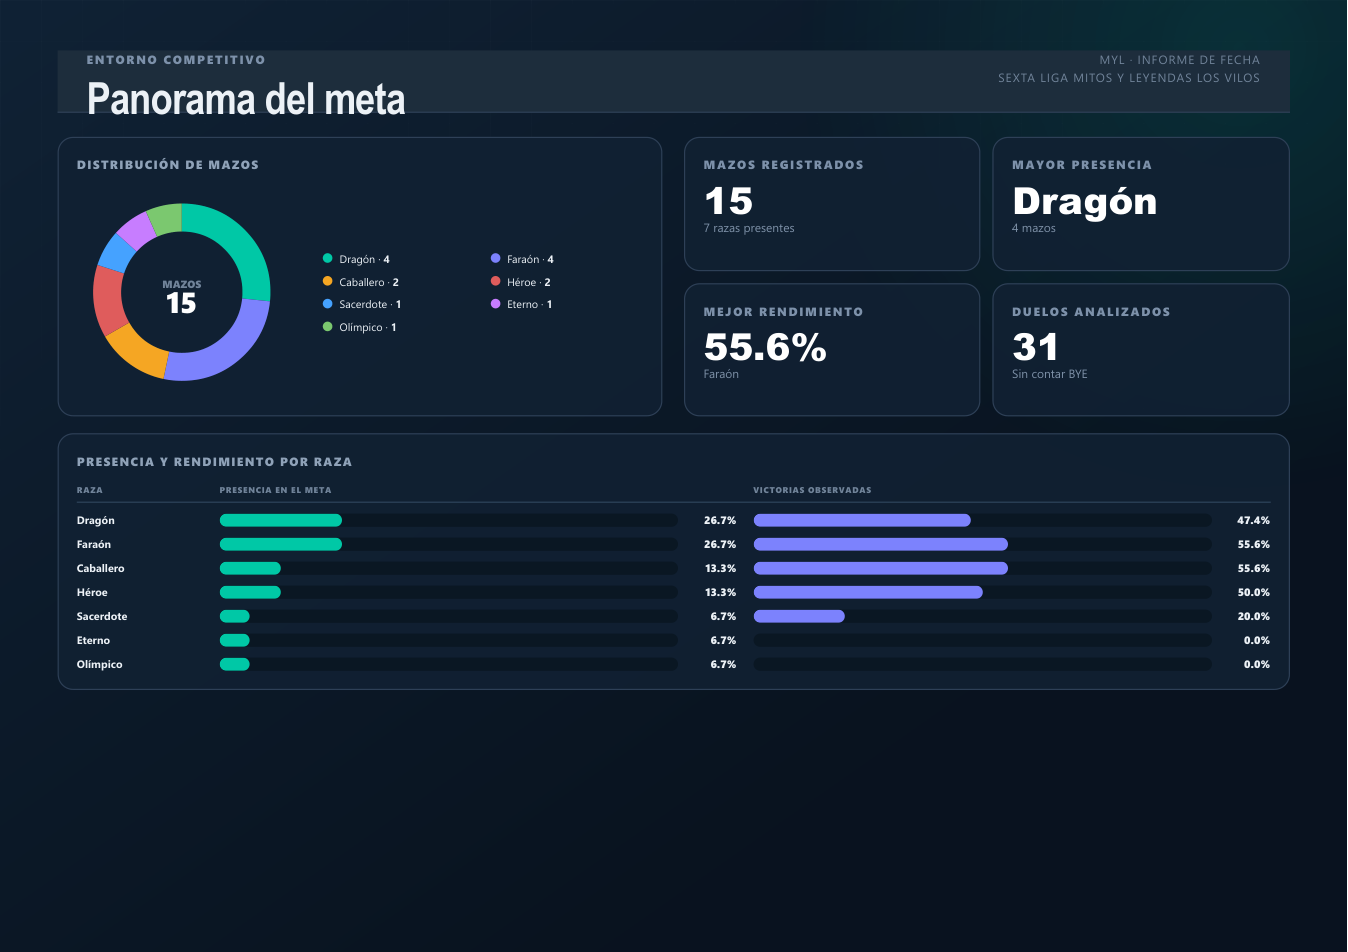 ENTORNO COMPETITIVO
Panorama del meta
MYL · INFORME DE FECHA
SEXTA LIGA MITOS Y LEYENDAS LOS VILOS
DISTRIBUCIÓN DE MAZOS
MAZOS
15
Dragón · 4
Faraón · 4
Caballero · 2
Héroe · 2
Sacerdote · 1
Eterno · 1
Olímpico · 1
MAZOS REGISTRADOS
15
7 razas presentes
MAYOR PRESENCIA
Dragón
4 mazos
MEJOR RENDIMIENTO
55.6%
Faraón
DUELOS ANALIZADOS
31
Sin contar BYE
PRESENCIA Y RENDIMIENTO POR RAZA
RAZA PRESENCIA EN EL META VICTORIAS OBSERVADAS
Dragón 26.7% 47.4%
Faraón 26.7% 55.6%
Caballero 13.3% 55.6%
Héroe 13.3% 50.0%
Sacerdote 6.7% 20.0%
Eterno 6.7% 0.0%
Olímpico 6.7% 0.0%